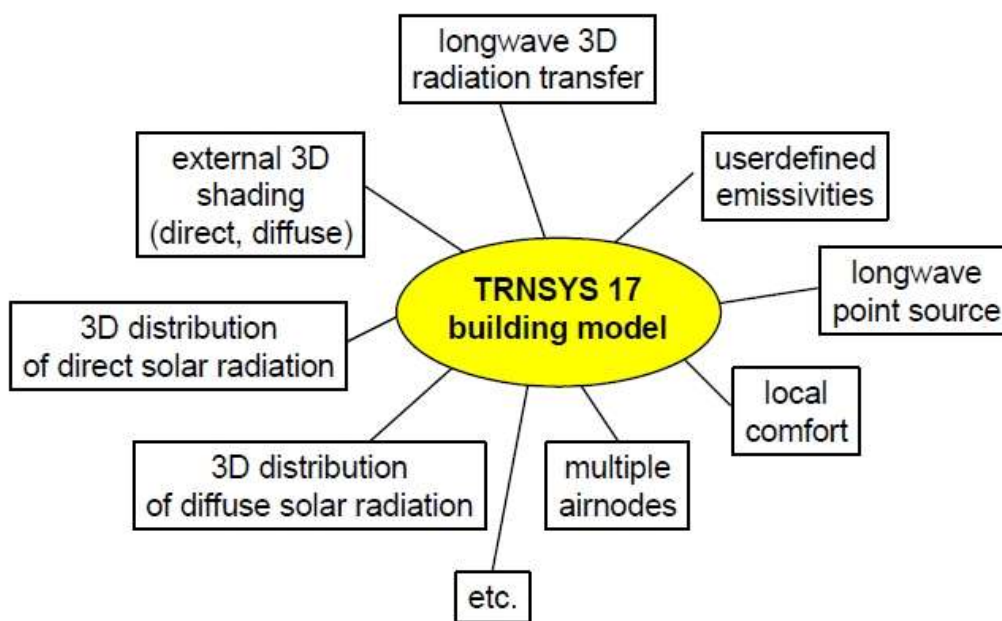 longwave 3D
radiation transfer
external 3D
shading
(direct, diffuse)
userdefined
emissivities
TRNSYS 17
building model
longwave
point source
3D distribution
of direct solar radiation
local
comfort
3D distribution
of diffuse solar radiation
multiple
airnodes
etc.